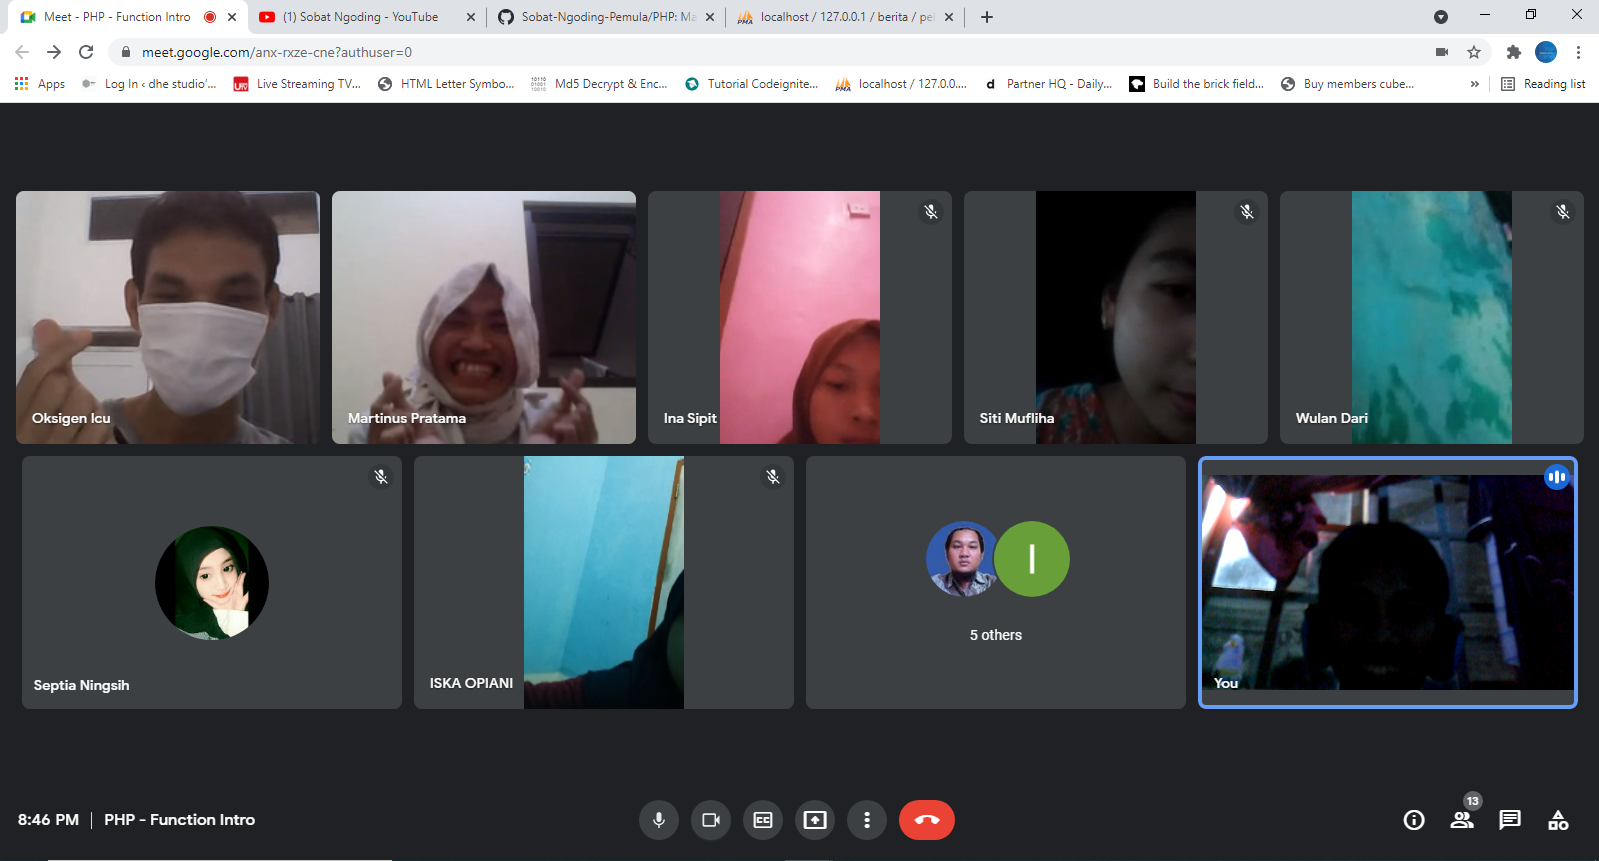 Meet - PHP - Function Intro
(1) Sobat Ngoding - YouTube
Sobat-Ngoding-Pemula/PHP: Ma
localhost / 127.0.0.1 / berita / pel
meet.google.com/anx-rxze-cne?authuser=0
Apps
Log In ‹ dhe studio'...
Live Streaming TV...
HTML Letter Symbo...
Md5 Decrypt & Enc...
Tutorial Codeignite...
localhost / 127.0.0....
Partner HQ - Daily...
Build the brick field...
Buy members cube...
»
Reading list
Oksigen Icu
Martinus Pratama
Ina Sipit
Siti Mufliha
Wulan Dari
Septia Ningsih
ISKA OPIANI
I
5 others
You
8:46 PM | PHP - Function Intro
13